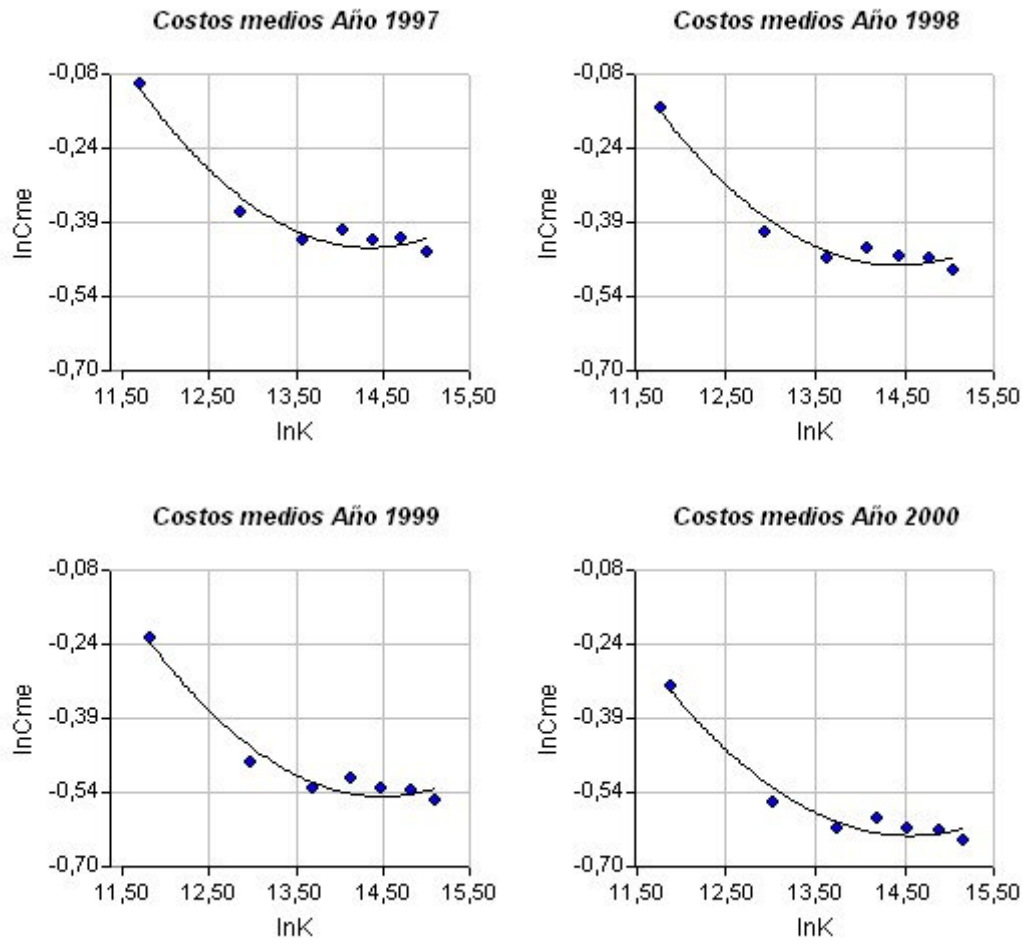 Costos medios Año 1997
-0,08
-0,24
-0,39
-0,54
-0,70
lnCme
11,50 12,50 13,50 14,50 15,50
lnK
Costos medios Año 1998
-0,08
-0,24
-0,39
-0,54
-0,70
lnCme
11,50 12,50 13,50 14,50 15,50
lnK
Costos medios Año 1999
-0,08
-0,24
-0,39
-0,54
-0,70
lnCme
11,50 12,50 13,50 14,50 15,50
lnK
Costos medios Año 2000
-0,08
-0,24
-0,39
-0,54
-0,70
lnCme
11,50 12,50 13,50 14,50 15,50
lnK